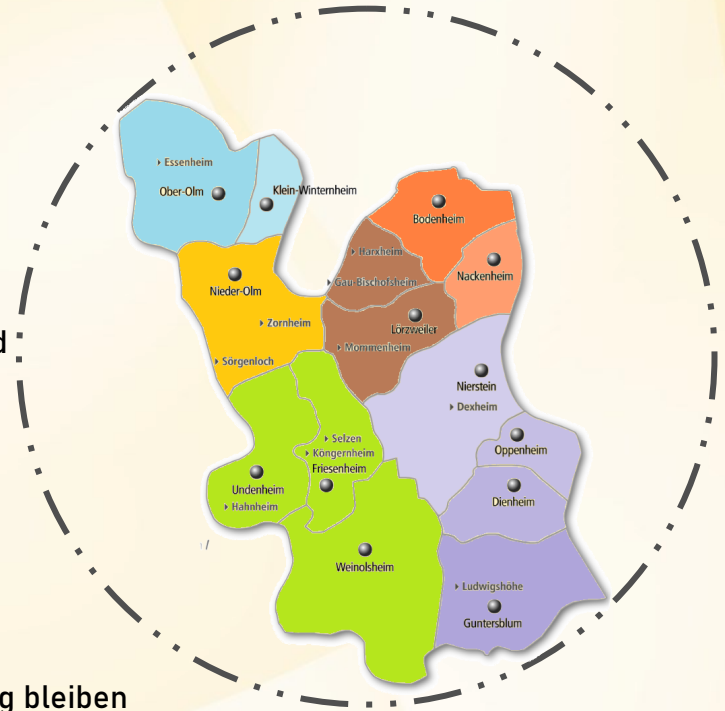 ▸ Essenheim
Ober-Olm
Klein-Winternheim
Bodenheim
▸ Harxheim
Nackenheim
▸ Gau-Bischofsheim
Nieder-Olm
▸ Zornheim
Lörzweiler
▸ Mommenheim
▸ Sörgenloch
d
Nierstein
▸ Dexheim
▸ Selzen
▸ Köngernheim
Friesenheim
Oppenheim
Undenheim
▸ Hahnheim
Dienheim
Weinolsheim
▸ Ludwigshöhe
Guntersblum
g bleiben